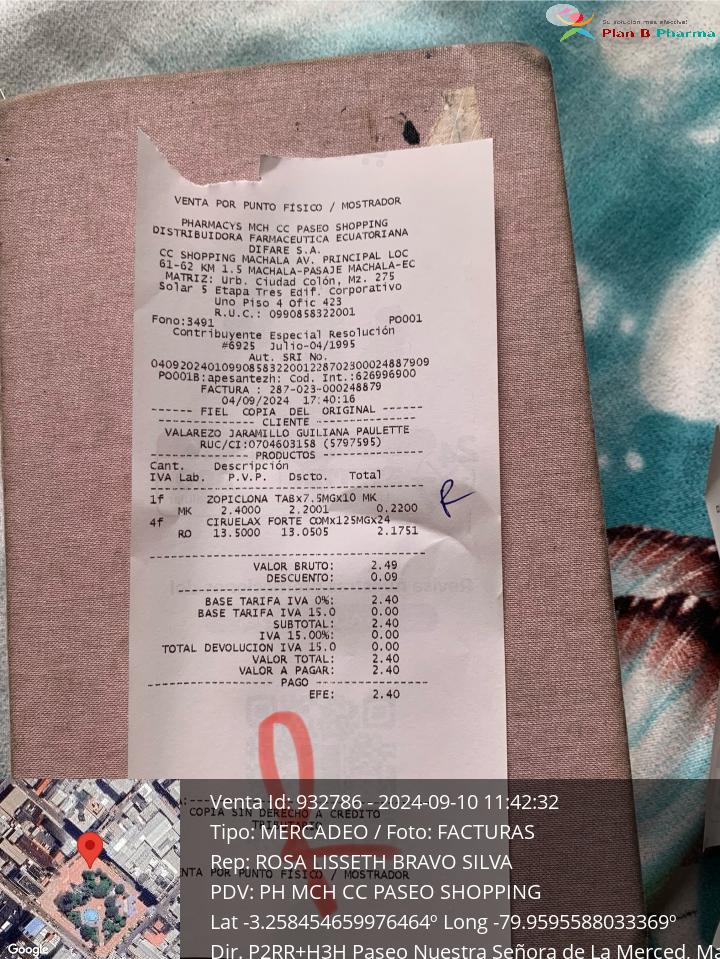 Su solución más efectiva!
Plan B Pharma
VENTA POR PUNTO FÍSICO / MOSTRADOR
PHARMACYS MCH CC PASEO SHOPPING
DISTRIBUIDORA FARMACEUTICA ECUATORIANA
DIFARE S.A.
CC SHOPPING MACHALA AV. PRINCIPAL LOC
61-62 KM 1.5 MACHALA-PASAJE MACHALA-EC
MATRIZ: Urb. Ciudad Colón, Mz. 275
Solar 5 Etapa Tres Edif. Corporativo
Uno Piso 4 Ofic 423
R.U.C.: 0990858322001
Fono:3491 PO001
Contribuyente Especial Resolución
#6925 Julio-04/1995
Aut. SRI No.
04092024010990858322001228702300024887909
PO001B:apesantezh: Cod. Int.:626996900
FACTURA : 287-023-000248879
04/09/2024 17:40:16
------ FIEL COPIA DEL ORIGINAL ------
CLIENTE
VALAREZO JARAMILLO GUILIANA PAULETTE
RUC/CI:0704603158 (5797595)
PRODUCTOS
Cant. Descripción
IVA Lab. P.V.P. Dscto. Total
1f ZOPICLONA TABx7.5MGx10 MK
MK 2.4000 2.2001 0.2200
4f CIRUELAX FORTE COMx125MGx24
RO 13.5000 13.0505 2.1751
R
VALOR BRUTO: 2.49
DESCUENTO: 0.09
BASE TARIFA IVA 0%: 2.40
BASE TARIFA IVA 15.0 0.00
SUBTOTAL: 2.40
IVA 15.00%: 0.00
TOTAL DEVOLUCION IVA 15.0 0.00
VALOR TOTAL: 2.40
VALOR A PAGAR: 2.40
PAGO
EFE: 2.40
COPIA SIN DERECHO A CREDITO
PUNTO FÍSICO / MOSTRADOR
Venta Id: 932786 - 2024-09-10 11:42:32
Tipo: MERCADEO / Foto: FACTURAS
Rep: ROSA LISSETH BRAVO SILVA
PDV: PH MCH CC PASEO SHOPPING
Lat -3.258454659976464º Long -79.9595588033369º
Dir. P2RR+H3H Paseo Nuestra Señora de La Merced, Ma
Google